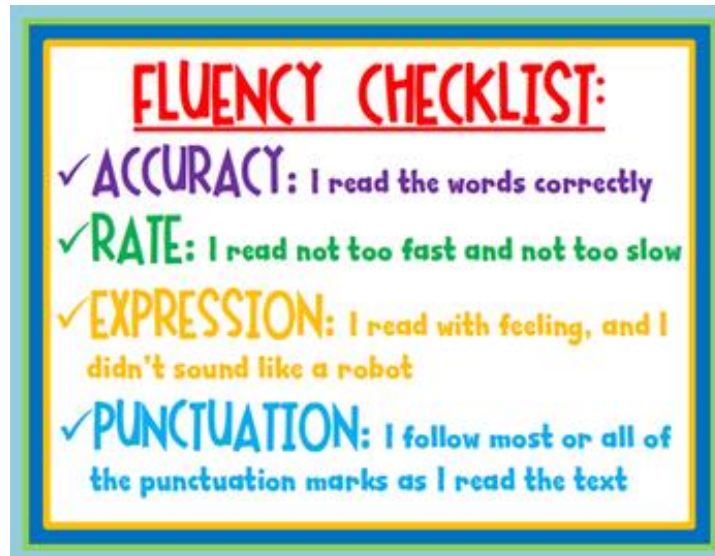 FLUENCY CHECKLIST:
✓ACCURACY: I read the words correctly
✓RATE: I read not too fast and not too slow
✓EXPRESSION: I read with feeling, and I
didn't sound like a robot
✓PUNCTUATION: I follow most or all of
the punctuation marks as I read the text